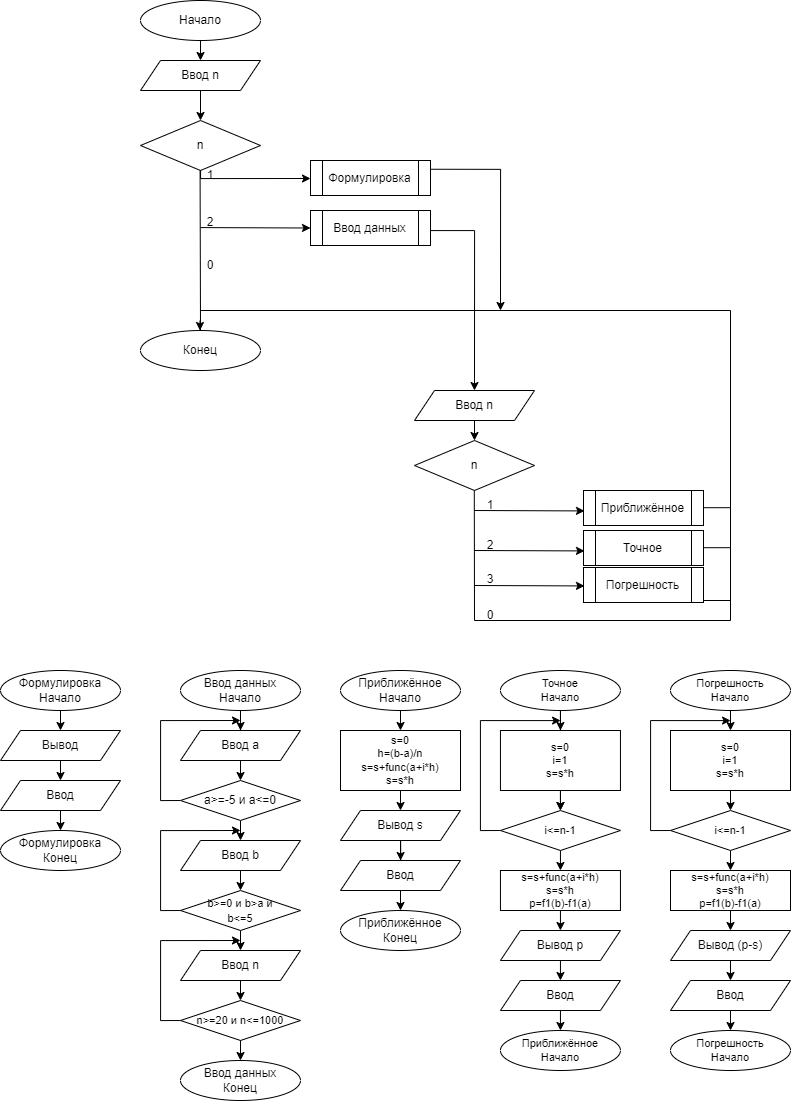 Начало
Ввод n
n
1
Формулировка
2
Ввод данных
0
Конец
Ввод n
n
1
Приближённое
2
Точное
3
Погрешность
0
Формулировка
Начало
Вывод
Ввод
Формулировка
Конец
Ввод данных
Начало
Ввод a
a>=-5 и a<=0
Ввод b
b>=0 и b>a и
b<=5
Ввод n
n>=20 и n<=1000
Ввод данных
Конец
Приближённое
Начало
s=0
h=(b-a)/n
s=s+func(a+i*h)
s=s*h
Вывод s
Ввод
Приближённое
Конец
Точное
Начало
s=0
i=1
s=s*h
i<=n-1
s=s+func(a+i*h)
s=s*h
p=f1(b)-f1(a)
Вывод p
Ввод
Приближённое
Начало
Погрешность
Начало
s=0
i=1
s=s*h
i<=n-1
s=s+func(a+i*h)
s=s*h
p=f1(b)-f1(a)
Вывод (p-s)
Ввод
Погрешность
Начало